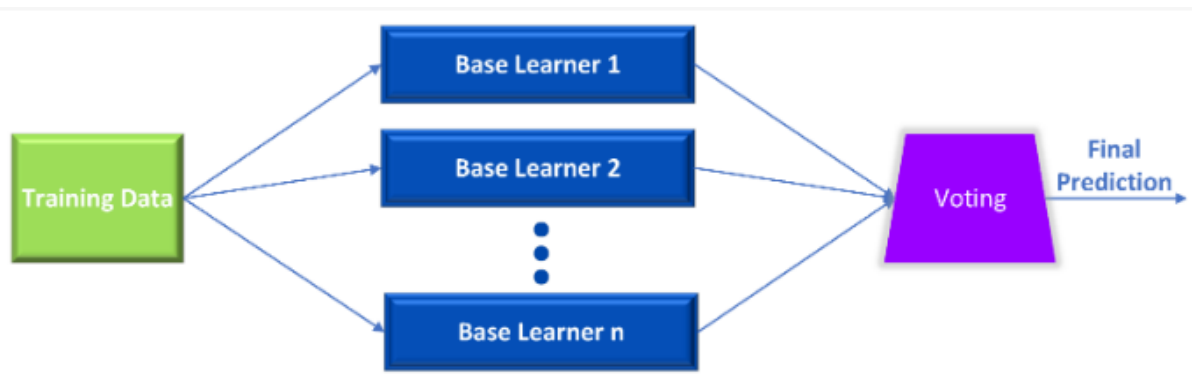 Base Learner 1
Training Data
Base Learner 2
Voting
Final
Prediction
Base Learner n